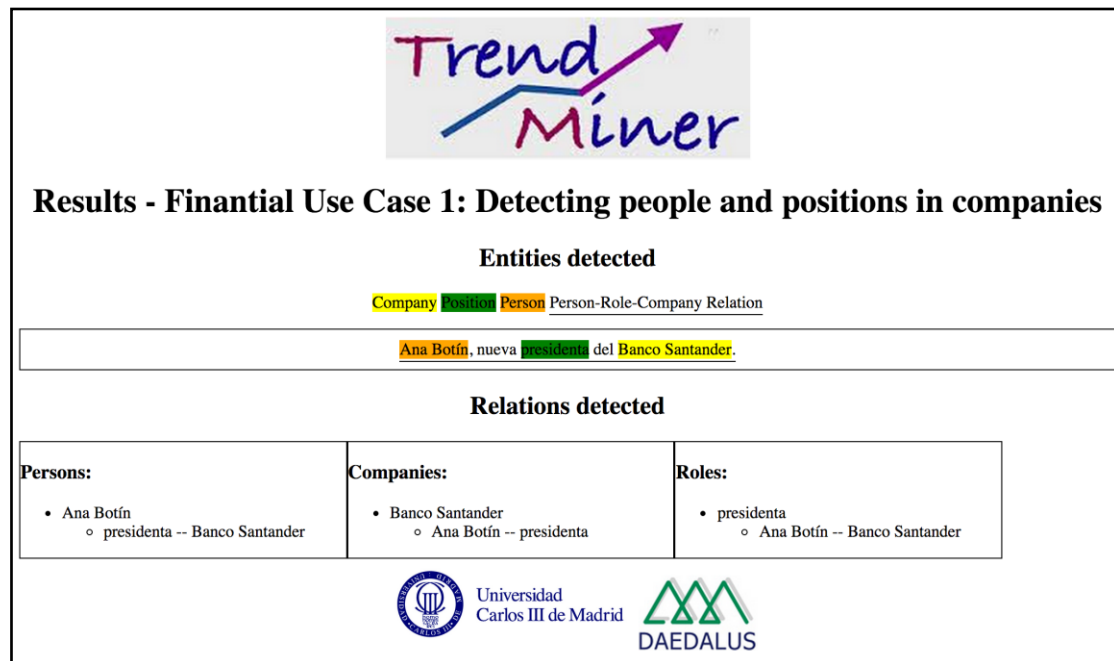 Trend
Miner
Results - Finantial Use Case 1: Detecting people and positions in companies
Entities detected
Company Position Person Person-Role-Company Relation
Ana Botín, nueva presidenta del Banco Santander.
Relations detected
Persons:
• Ana Botín
◦ presidenta -- Banco Santander
Companies:
• Banco Santander
◦ Ana Botín -- presidenta
Roles:
• presidenta
◦ Ana Botín -- Banco Santander
Universidad
Carlos III de Madrid
DAEDALUS